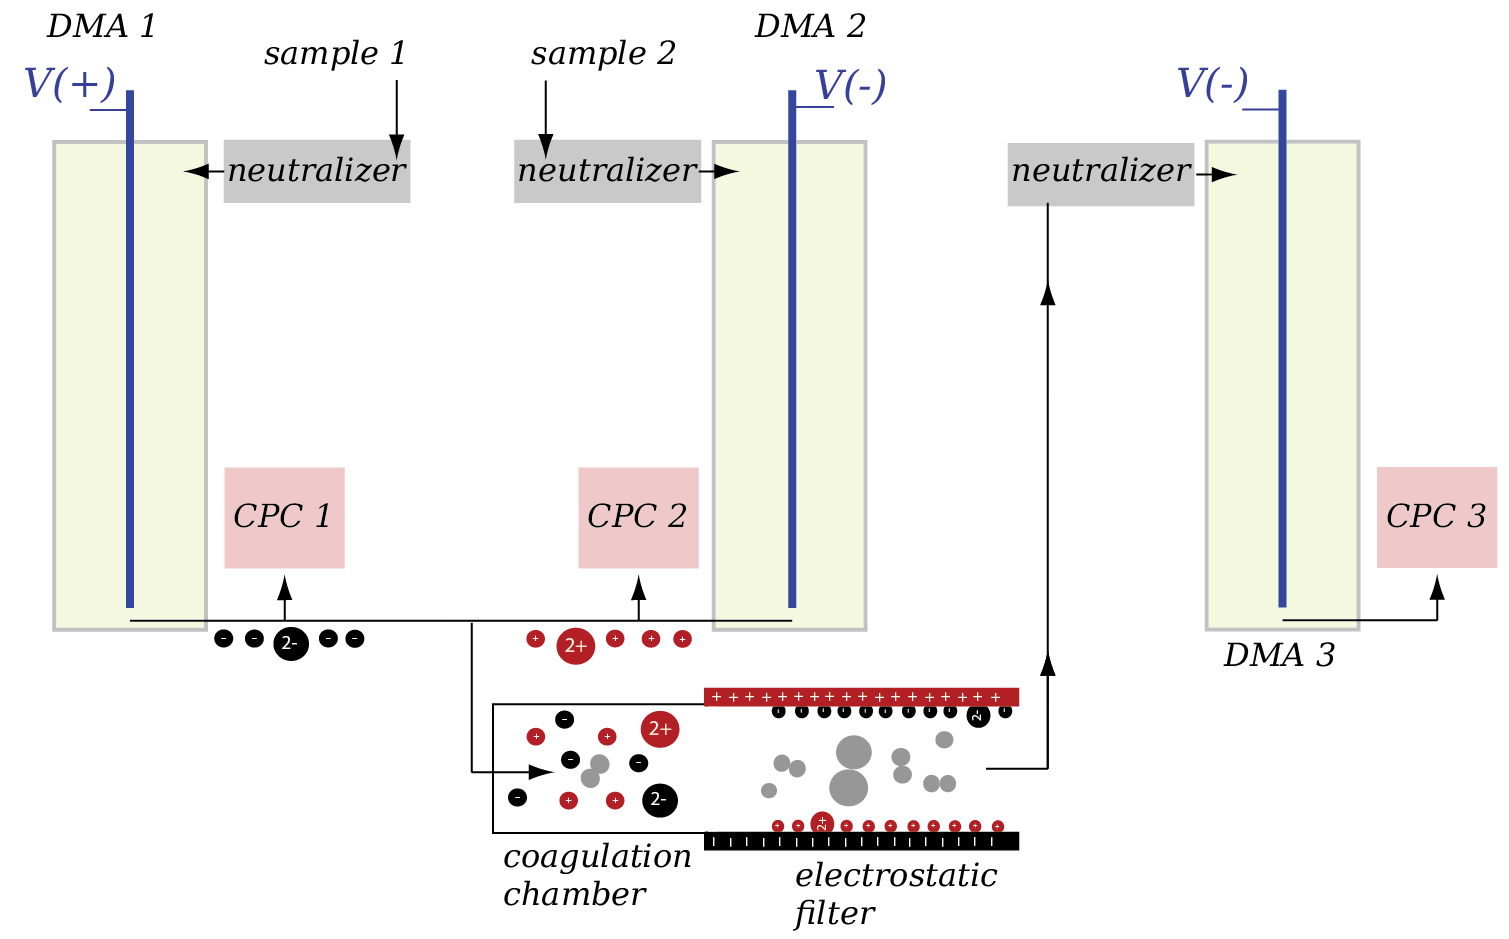 DMA 1
sample 1
sample 2
DMA 2
V(+)
V(-)
V(-)
neutralizer
neutralizer
neutralizer
CPC 1
CPC 2
CPC 3
- - 2- - -
+ 2+ + + +
DMA 3
+ + + + + + + + + + + + + + + + + +
- - - - - - - - - 2- -
- 2+
+ +
- -
- 2-
+ +
+ + 2+ + + + + + + + +
| | | | | | | | | | | | | | | | | |
coagulation
chamber
electrostatic
filter